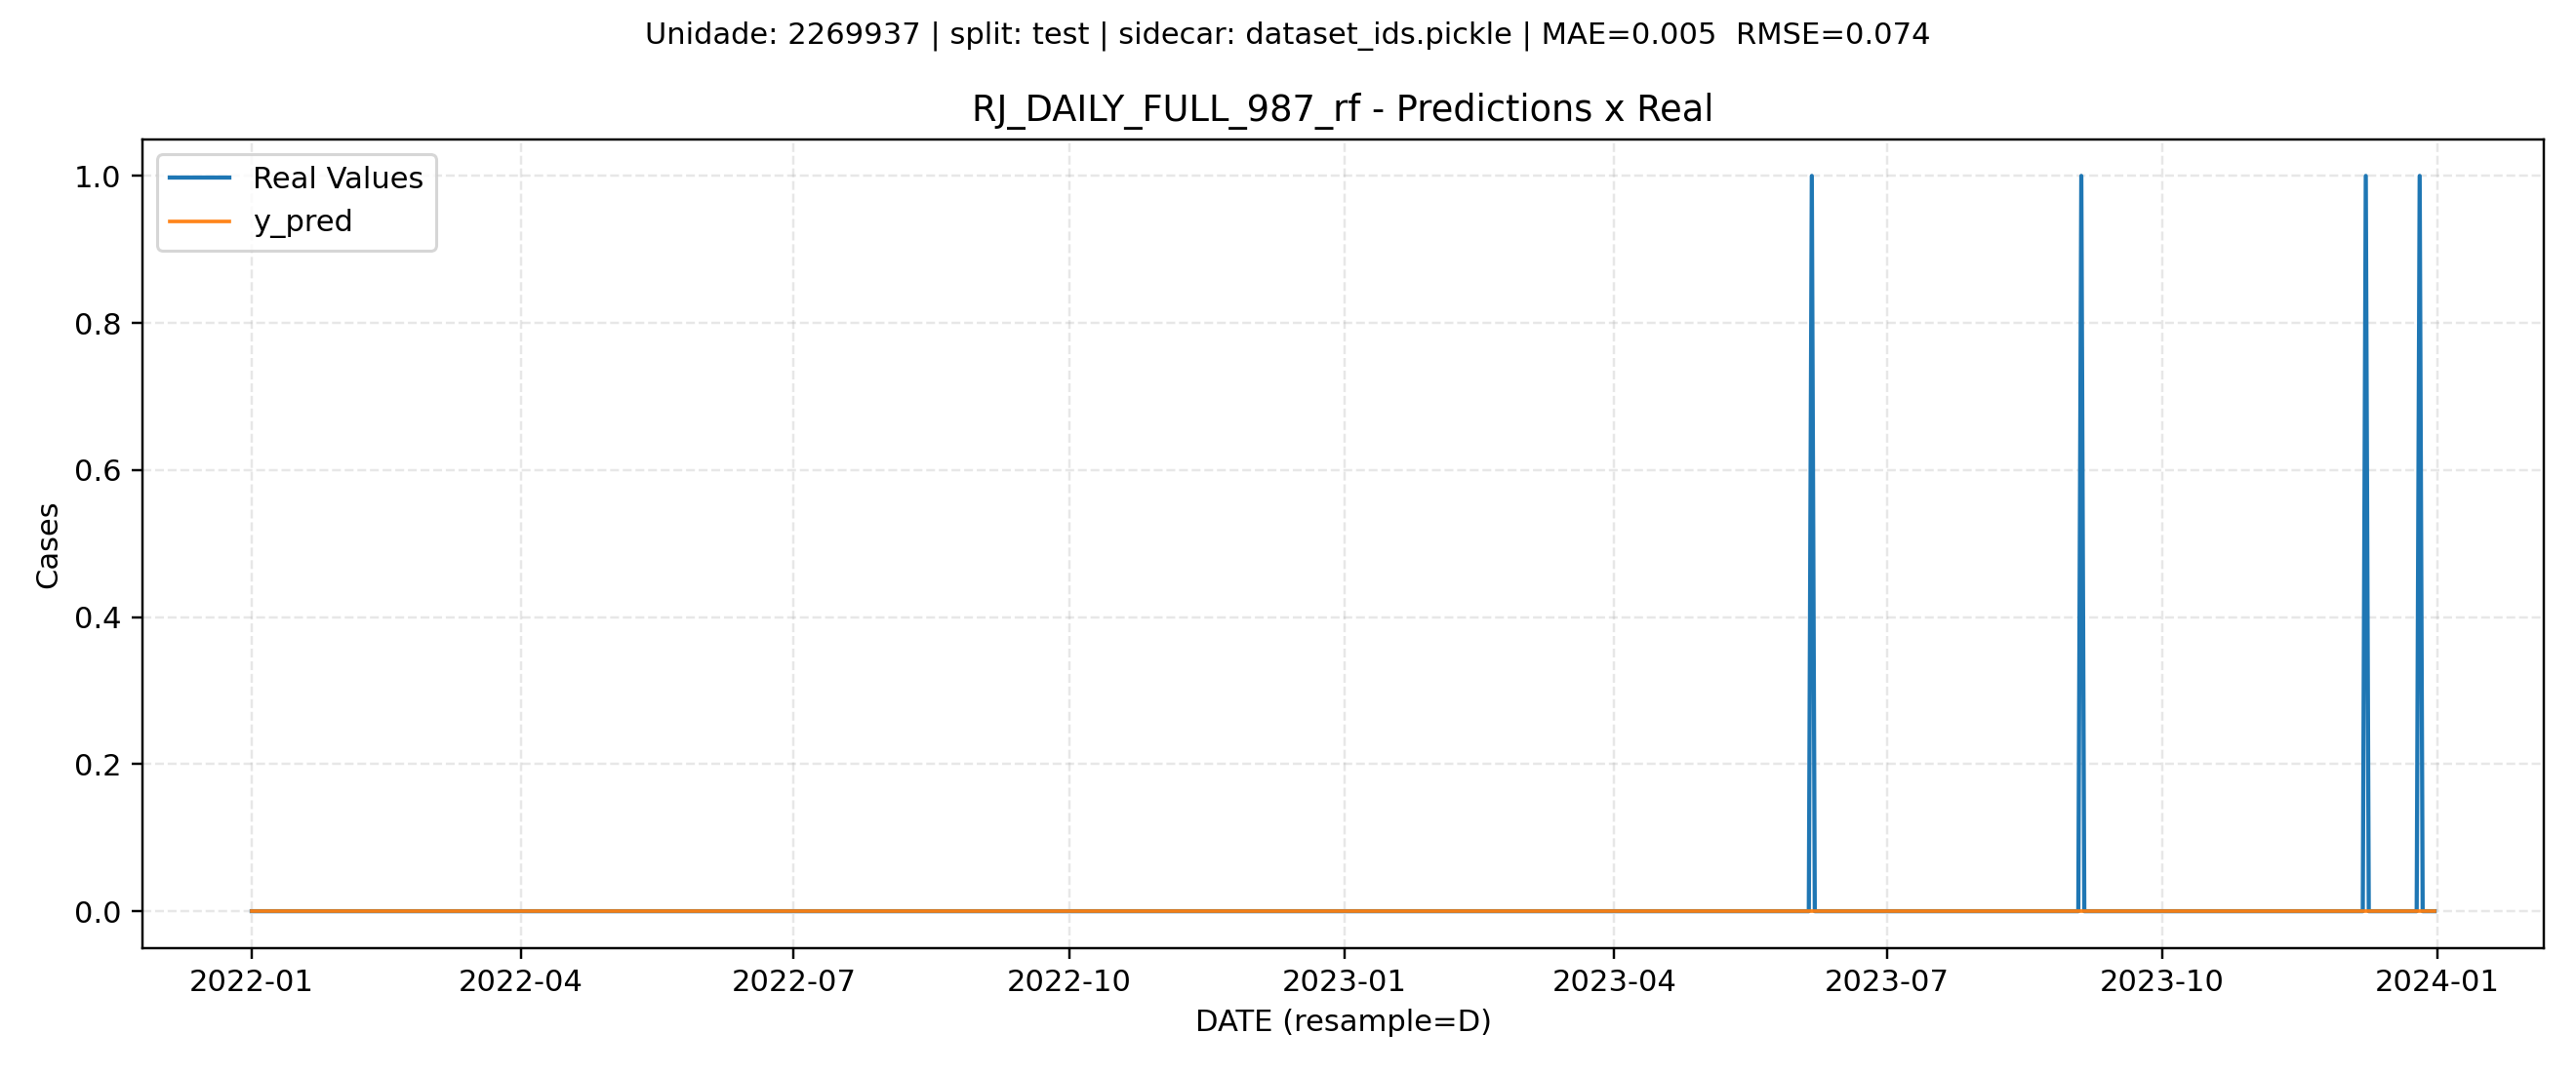 Unidade: 2269937 | split: test | sidecar: dataset_ids.pickle | MAE=0.005  RMSE=0.074
RJ_DAILY_FULL_987_rf - Predictions x Real
Real Values
y_pred
1.0
0.8
0.6
0.4
0.2
0.0
Cases
2022-01 2022-04 2022-07 2022-10 2023-01 2023-04 2023-07 2023-10 2024-01
DATE (resample=D)